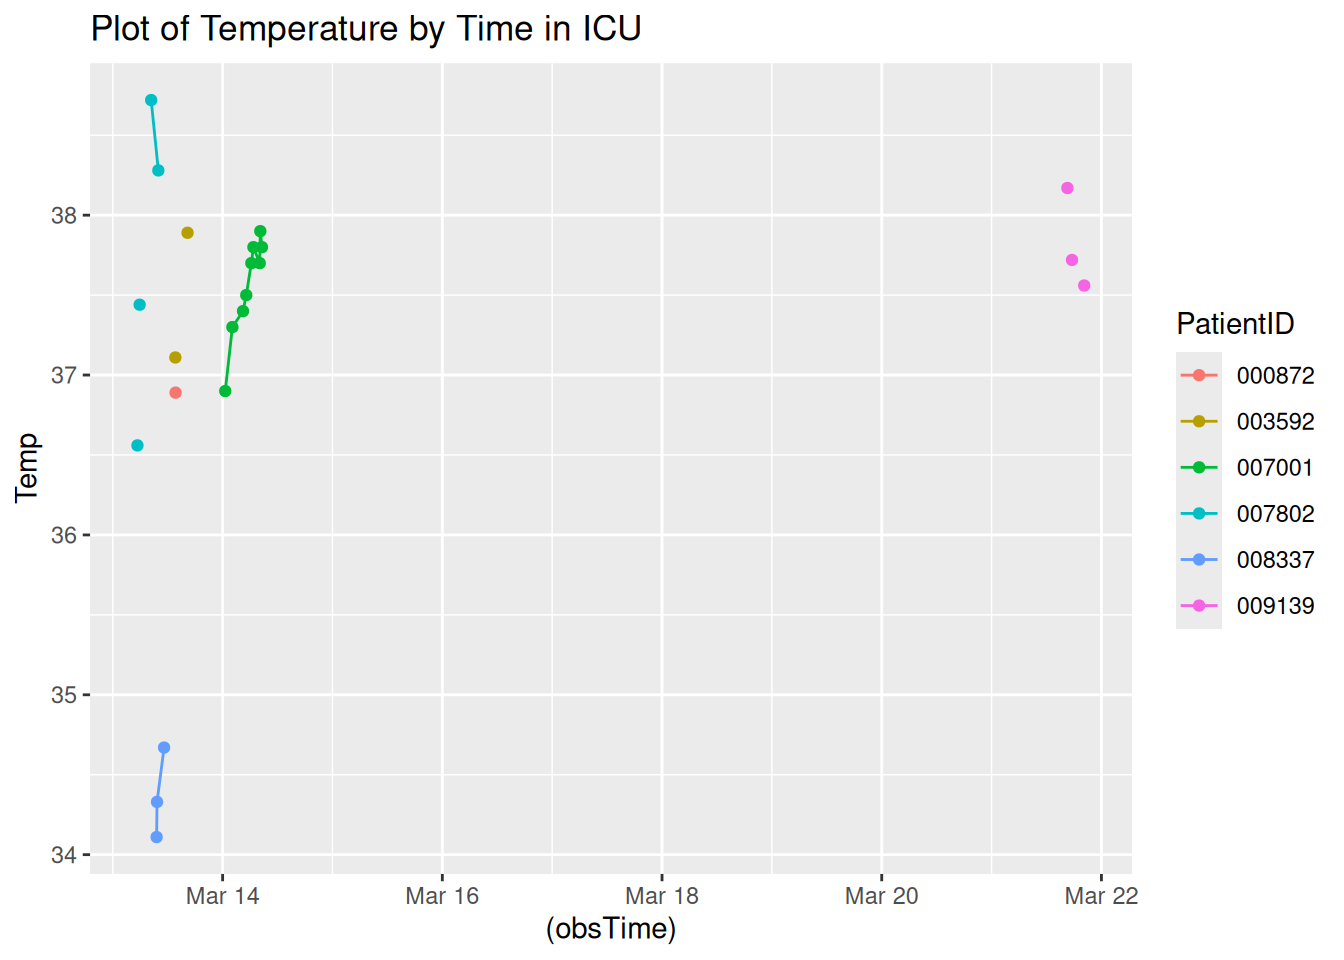 Plot of Temperature by Time in ICU
38
37
36
35
34
Temp
Mar 14 Mar 16 Mar 18 Mar 20 Mar 22
(obsTime)
PatientID
000872
003592
007001
007802
008337
009139